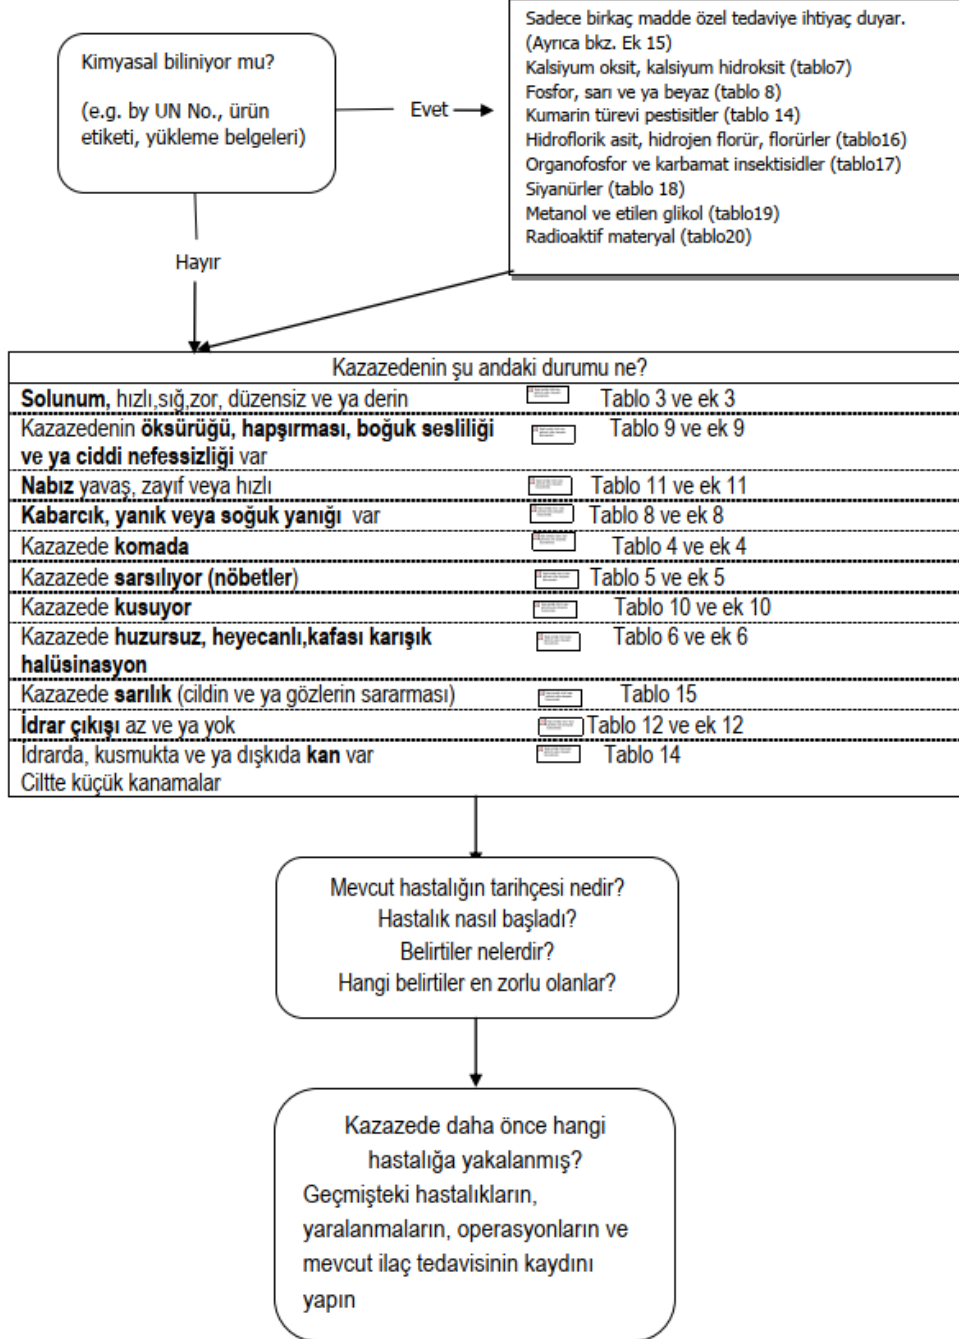 Kimyasal biliniyor mu?
(e.g. by UN No., ürün
etiketi, yükleme belgeleri)
Evet
Sadece birkaç madde özel tedaviye ihtiyaç duyar.
(Ayrıca bkz. Ek 15)
Kalsiyum oksit, kalsiyum hidroksit (tablo7)
Fosfor, sarı ve ya beyaz (tablo 8)
Kumarin türevi pestisitler (tablo 14)
Hidroflorik asit, hidrojen florür, florürler (tablo16)
Organofosfor ve karbamat insektisidler (tablo17)
Siyanürler (tablo 18)
Metanol ve etilen glikol (tablo19)
Radioaktif materyal (tablo20)
Hayır
Kazazedenin şu andaki durumu ne?
Solunum, hızlı,sığ,zor, düzensiz ve ya derin Tablo 3 ve ek 3
Kazazedenin öksürüğü, hapşırması, boğuk sesliliği Tablo 9 ve ek 9
ve ya ciddi nefessizliği var
Nabız yavaş, zayıf veya hızlı Tablo 11 ve ek 11
Kabarcık, yanık veya soğuk yanığı var Tablo 8 ve ek 8
Kazazede komada Tablo 4 ve ek 4
Kazazede sarsılıyor (nöbetler) Tablo 5 ve ek 5
Kazazede kusuyor Tablo 10 ve ek 10
Kazazede huzursuz, heyecanlı,kafası karışık Tablo 6 ve ek 6
halüsinasyon
Kazazede sarılık (cildin ve ya gözlerin sararması) Tablo 15
İdrar çıkışı az ve ya yok Tablo 12 ve ek 12
İdrarda, kusmukta ve ya dışkıda kan var Tablo 14
Ciltte küçük kanamalar
Mevcut hastalığın tarihçesi nedir?
Hastalık nasıl başladı?
Belirtiler nelerdir?
Hangi belirtiler en zorlu olanlar?
Kazazede daha önce hangi
hastalığa yakalanmış?
Geçmişteki hastalıkların,
yaralanmaların, operasyonların ve
mevcut ilaç tedavisinin kaydını
yapın